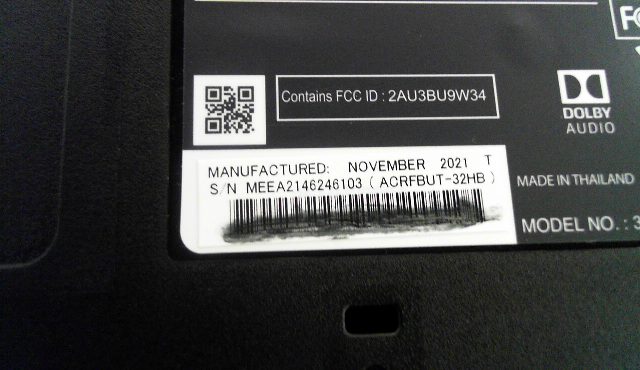 Contains FCC ID : 2AU3BU9W34
DOLBY
AUDIO
MANUFACTURED: NOVEMBER 2021 T
S/N MEEA2146246103 ( ACRFBUT-32HB )
MADE IN THAILAND
MODEL NO. : 3